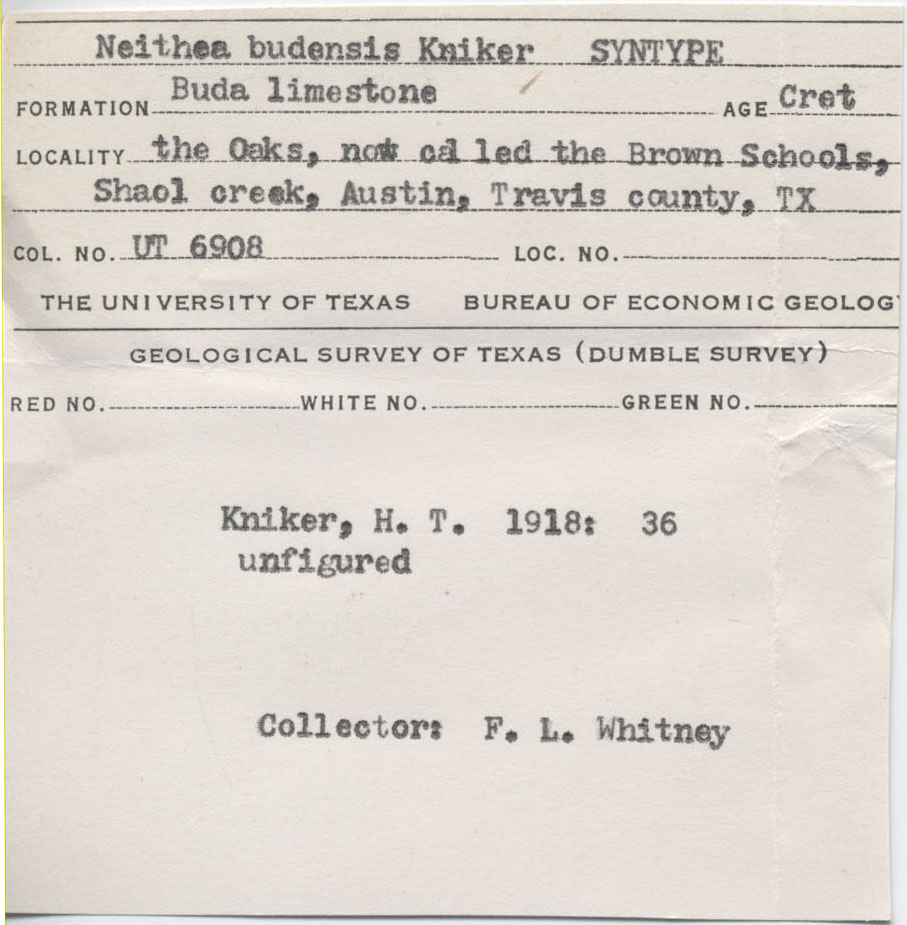 Neithea budensis Kniker SYNTYPE
FORMATION Buda limestone AGE Cret
LOCALITY the Oaks, now called the Brown Schools,
Shaol creek, Austin, Travis county, TX
COL. NO. UT 6908 LOC. NO.
THE UNIVERSITY OF TEXAS BUREAU OF ECONOMIC GEOLOGY
GEOLOGICAL SURVEY OF TEXAS (DUMBLE SURVEY)
RED NO. WHITE NO. GREEN NO.
Kniker, H. T. 1918: 36
unfigured
Collector: F. L. Whitney